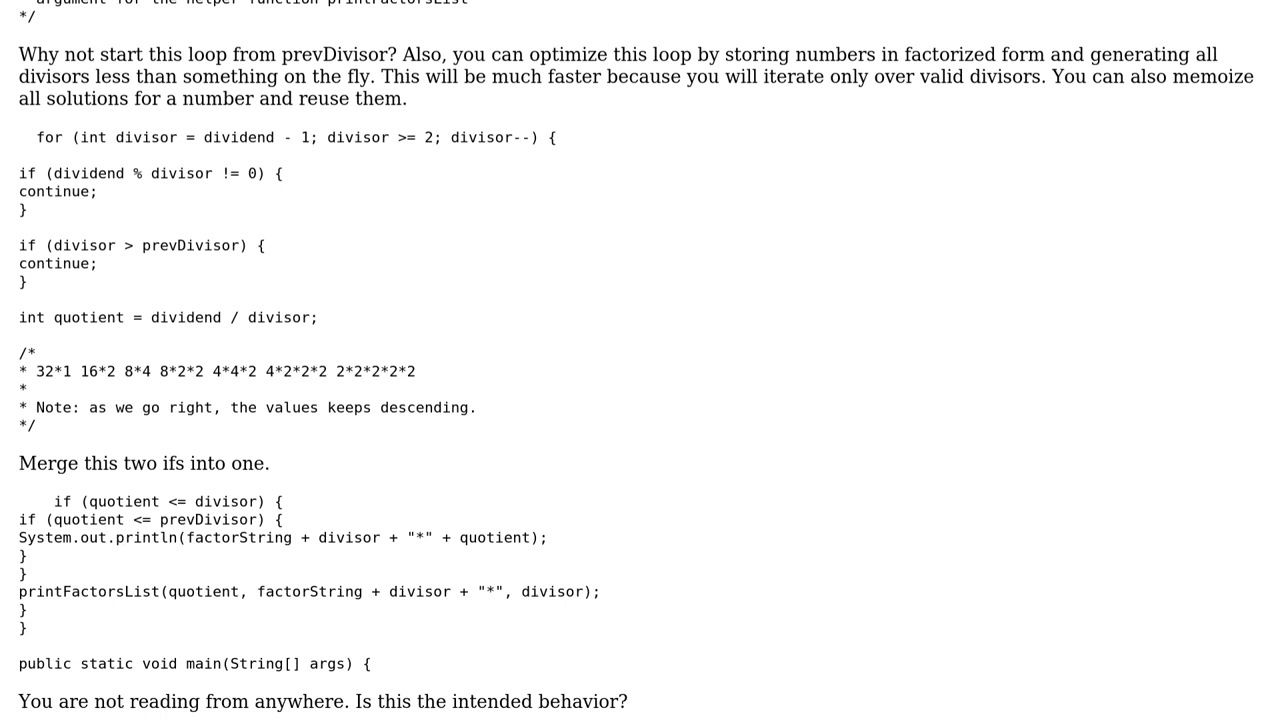 argument for the helper function printFactorsList
*/
Why not start this loop from prevDivisor? Also, you can optimize this loop by storing numbers in factorized form and generating all
divisors less than something on the fly. This will be much faster because you will iterate only over valid divisors. You can also memoize
all solutions for a number and reuse them.
for (int divisor = dividend - 1; divisor >= 2; divisor--) {
if (dividend % divisor != 0) {
continue;
}
if (divisor > prevDivisor) {
continue;
}
int quotient = dividend / divisor;
/*
* 32*1 16*2 8*4 8*2*2 4*4*2 4*2*2*2 2*2*2*2*2
*
* Note: as we go right, the values keeps descending.
*/
Merge this two ifs into one.
if (quotient <= divisor) {
if (quotient <= prevDivisor) {
System.out.println(factorString + divisor + "*" + quotient);
}
}
printFactorsList(quotient, factorString + divisor + "*", divisor);
}
}
public static void main(String[] args) {
You are not reading from anywhere. Is this the intended behavior?